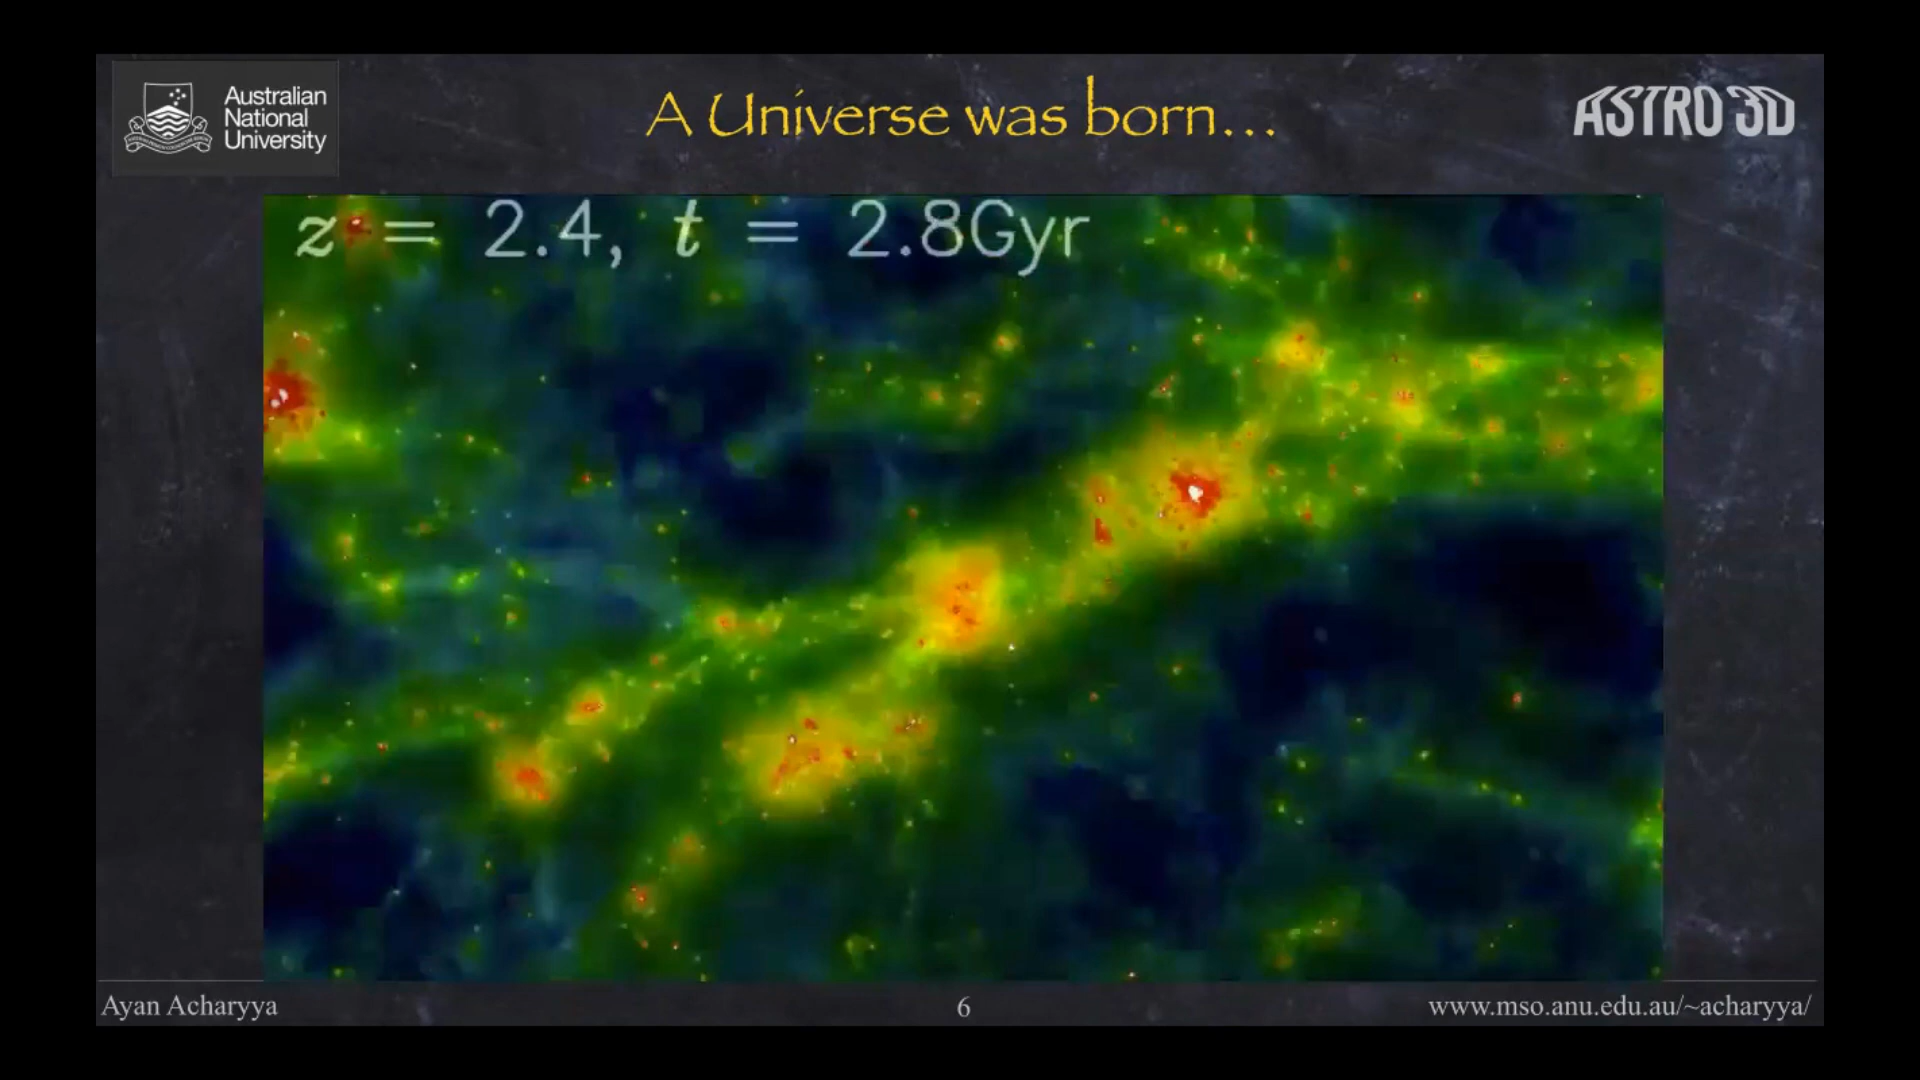 Australian
National
University
A Universe was born...
ASTRO 3D
z = 2.4, t = 2.8Gyr
Ayan Acharyya
6
www.mso.anu.edu.au/~acharyya/